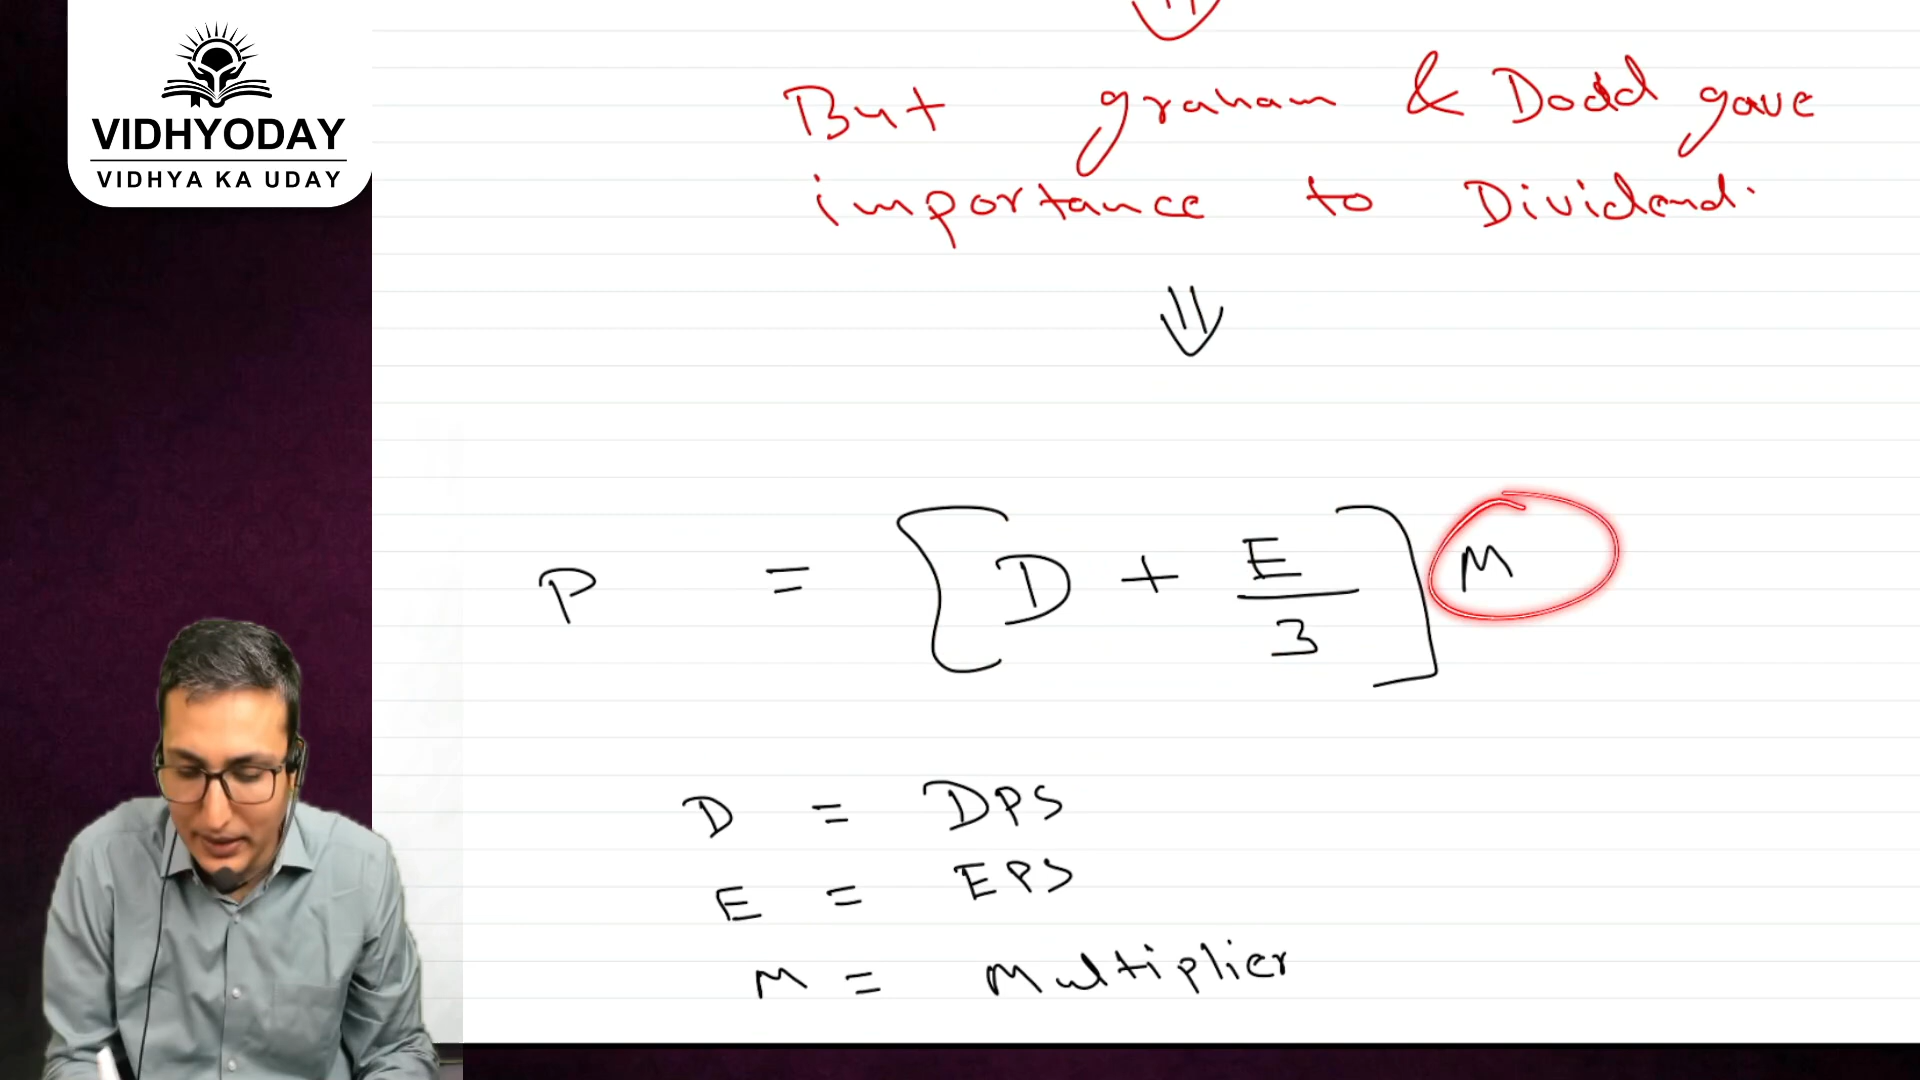 VIDHYODAY
VIDHYA KA UDAY
But graham & Dodd gave
importance to Dividend.
P = [D + E/3] M
D = DPS
E = EPS
M = Multiplier